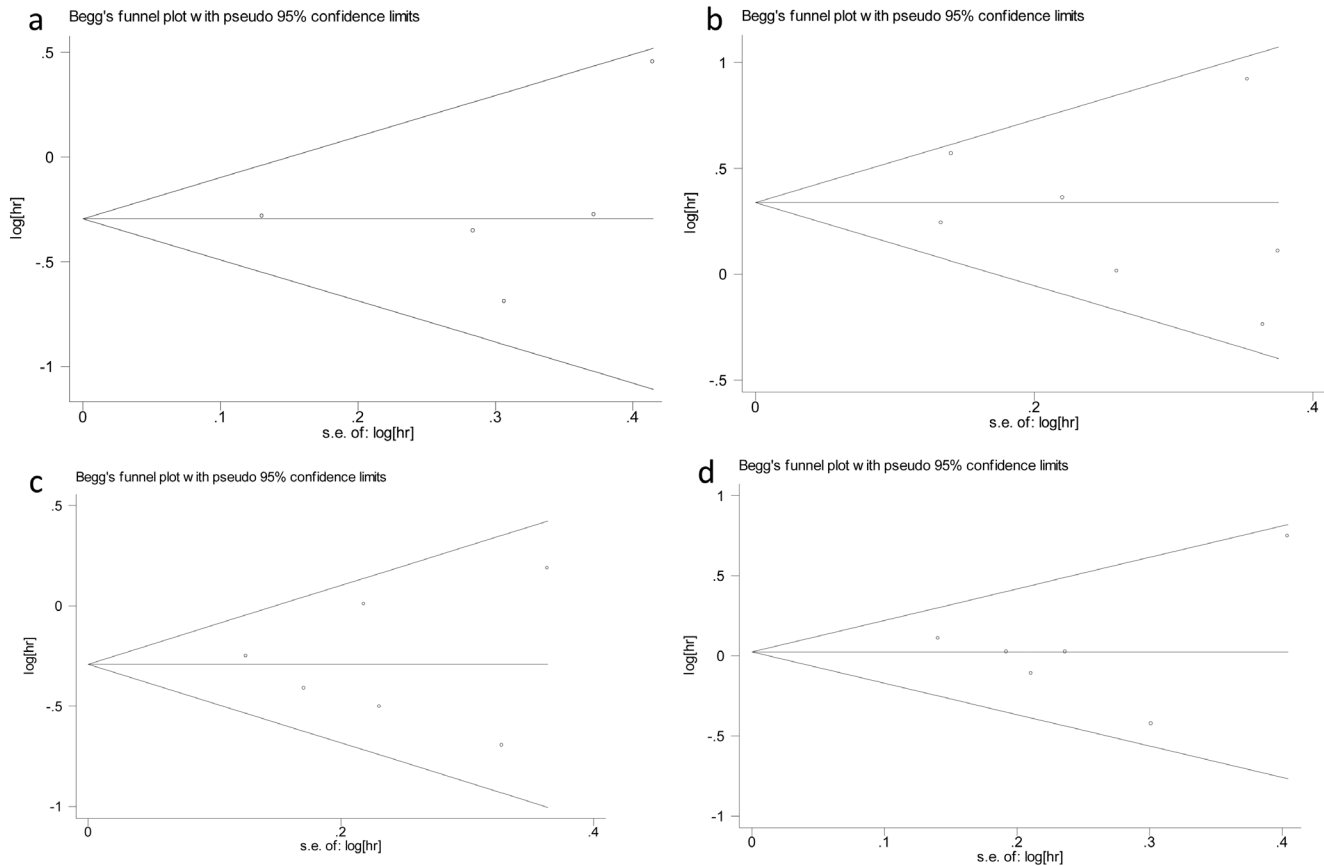 a
Begg's funnel plot with pseudo 95% confidence limits
.5
0
-.5
-1
log[hr]
0
.1
.2
.3
.4
s.e. of: log[hr]
b
Begg's funnel plot with pseudo 95% confidence limits
1
.5
0
-.5
log[hr]
0
.2
.4
s.e. of: log[hr]
c
Begg's funnel plot with pseudo 95% confidence limits
.5
0
-.5
-1
log[hr]
0
.2
.4
s.e. of: log[hr]
d
Begg's funnel plot with pseudo 95% confidence limits
1
.5
0
-.5
-1
log[hr]
0
.1
.2
.3
.4
s.e. of: log[hr]